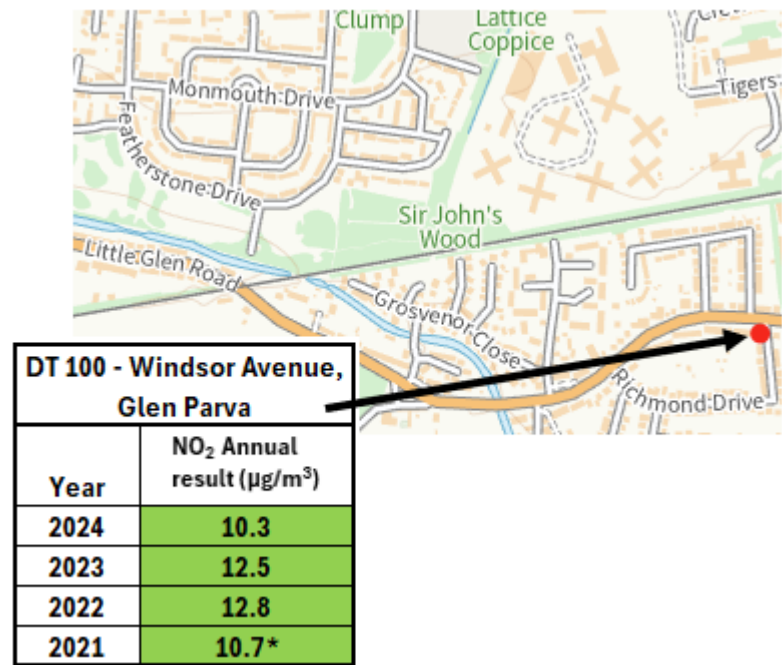 Clump
Lattice
Coppice
Cre
Tigers
Monmouth Drive
Featherstone Drive
Sir John's
Wood
Little Glen Road
Grosvenor Close
Richmond Drive
DT 100 - Windsor Avenue,
Glen Parva
Year NO₂ Annual
result (µg/m³)
2024 10.3
2023 12.5
2022 12.8
2021 10.7*